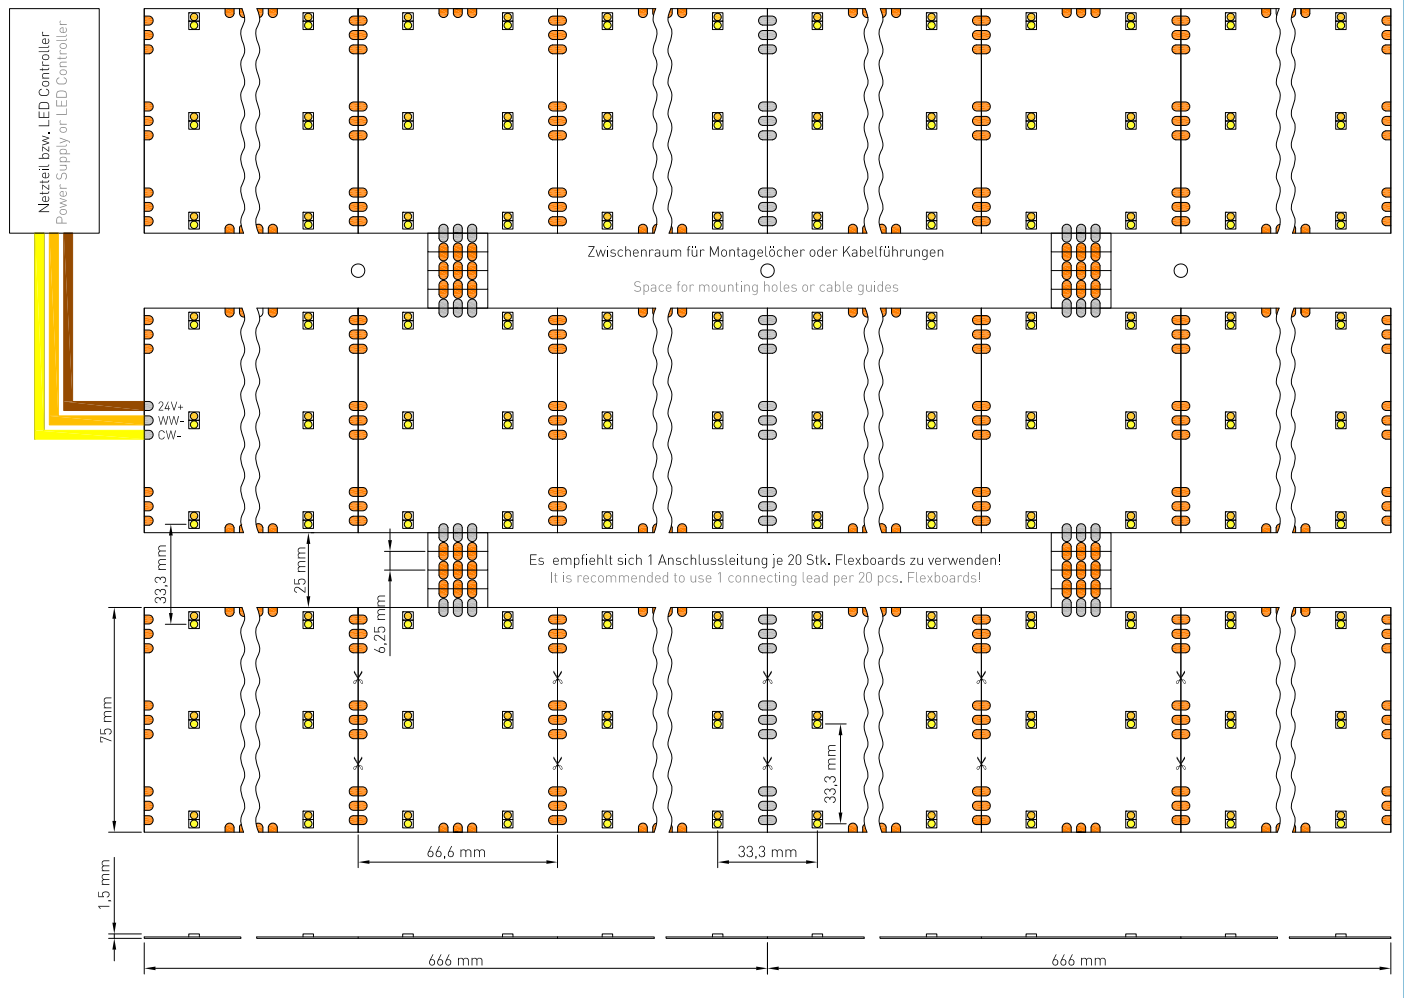 Netzteil bzw. LED Controller
Power Supply or LED Controller
Zwischenraum für Montagelöcher oder Kabelführungen
Space for mounting holes or cable guides
24V+
WW-
CW-
Es empfiehlt sich 1 Anschlussleitung je 20 Stk. Flexboards zu verwenden!
It is recommended to use 1 connecting lead per 20 pcs. Flexboards!
33,3 mm
25 mm
6,25 mm
75 mm
33,3 mm
66,6 mm
33,3 mm
1,5 mm
666 mm
666 mm